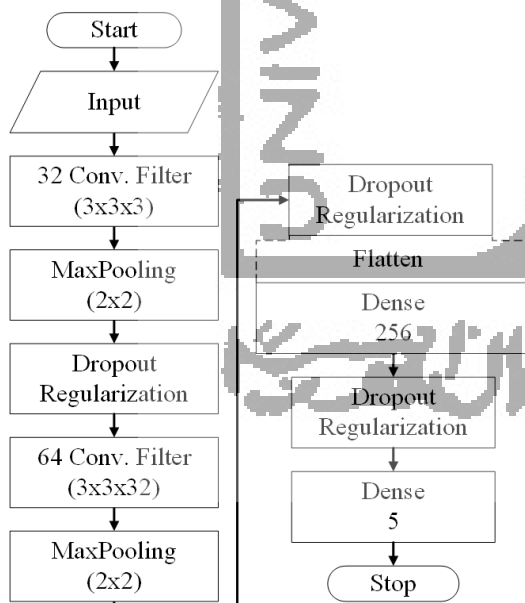 Start
Input
32 Conv. Filter
(3x3x3)
MaxPooling
(2x2)
Dropout
Regularization
64 Conv. Filter
(3x3x32)
MaxPooling
(2x2)
Dropout
Regularization
Flatten
Dense
256
Dropout
Regularization
Dense
5
Stop